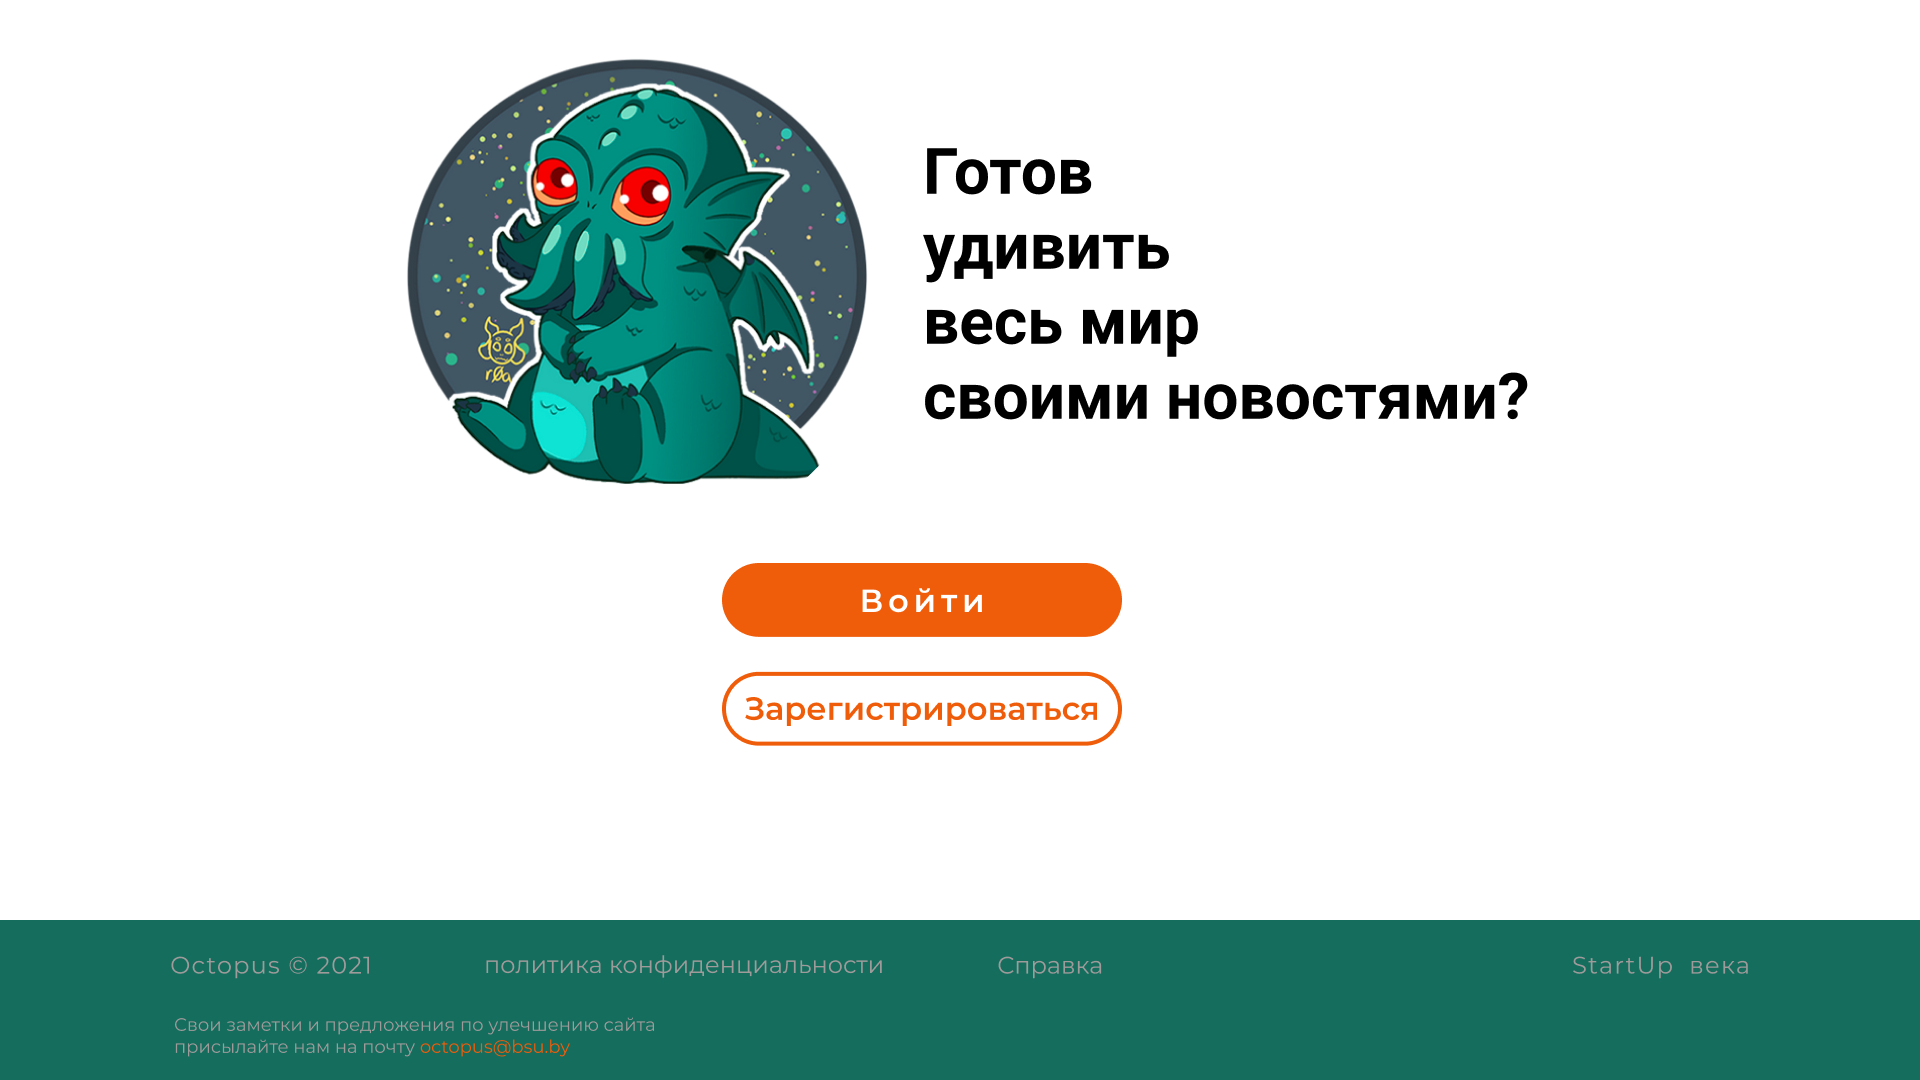 Готов
удивить
весь мир
своими новостями?
rØa
Войти
Зарегистрироваться
Octopus © 2021
политика конфиденциальности
Справка
StartUp века
Свои заметки и предложения по улечшению сайта
присылайте нам на почту octopus@bsu.by